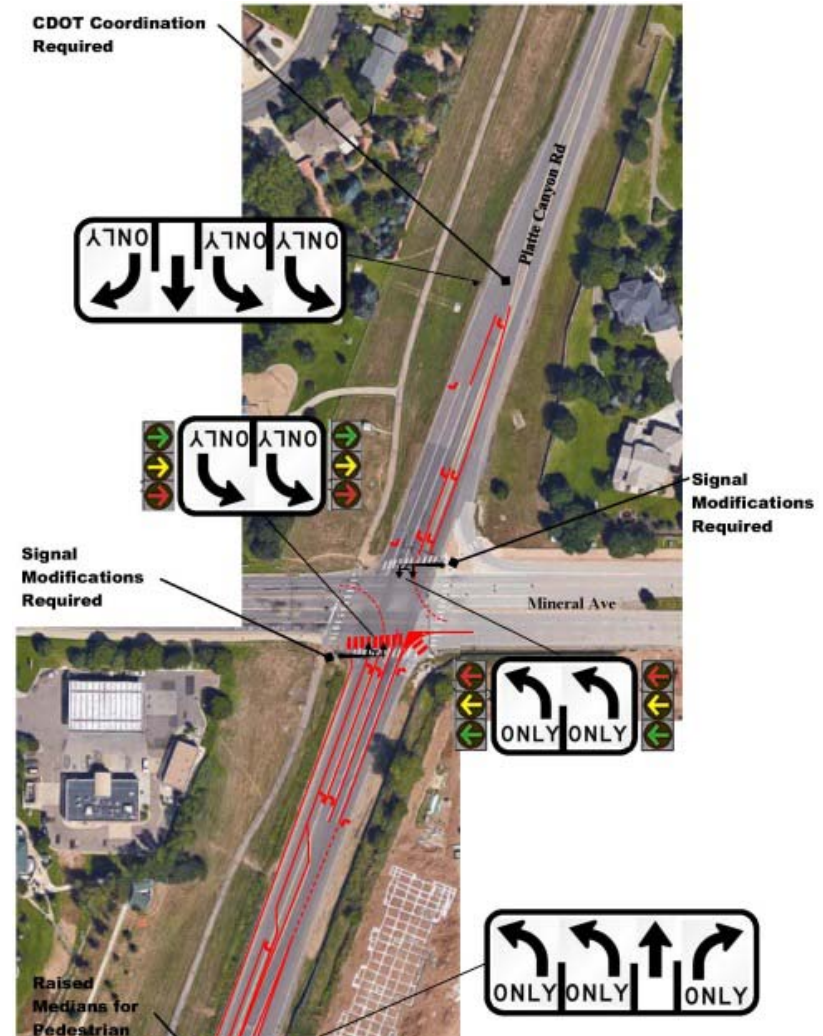 CDOT Coordination
Required
Platte Canyon Rd
ONLY ONLY ONLY
ONLY ONLY
Signal
Modifications
Required
Signal
Modifications
Required
Mineral Ave
ONLY ONLY
ONLY ONLY ONLY
Raised
Medians for
Pedestrian